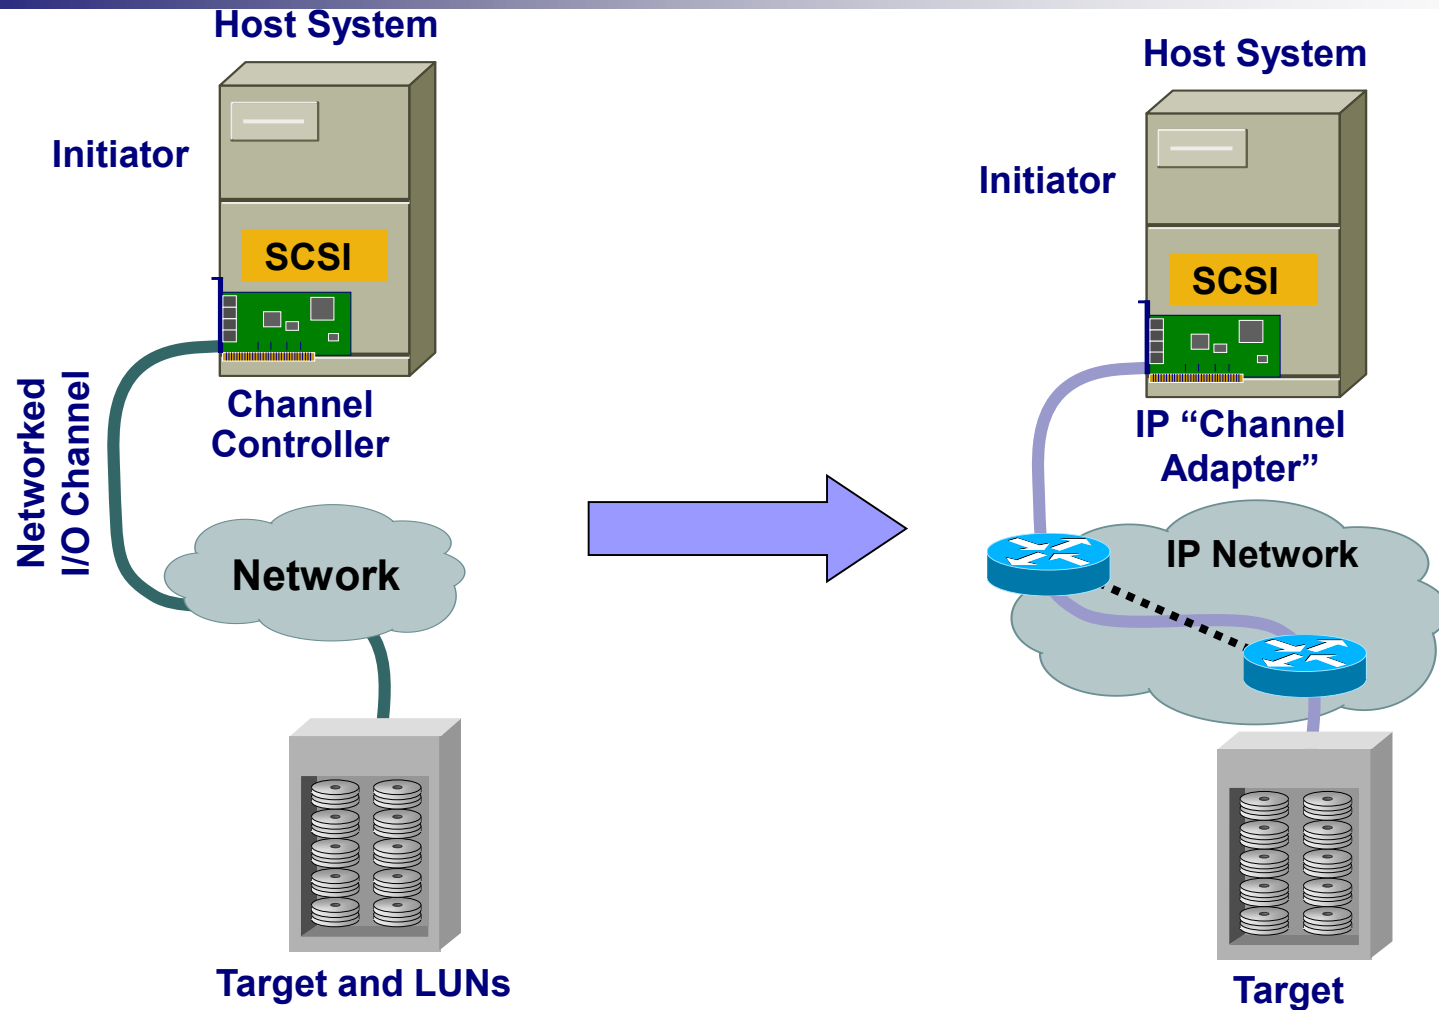 Host System
Initiator
SCSI
Channel
Controller
Networked
I/O Channel
Network
Target and LUNs
Host System
Initiator
SCSI
IP “Channel
Adapter”
IP Network
Target